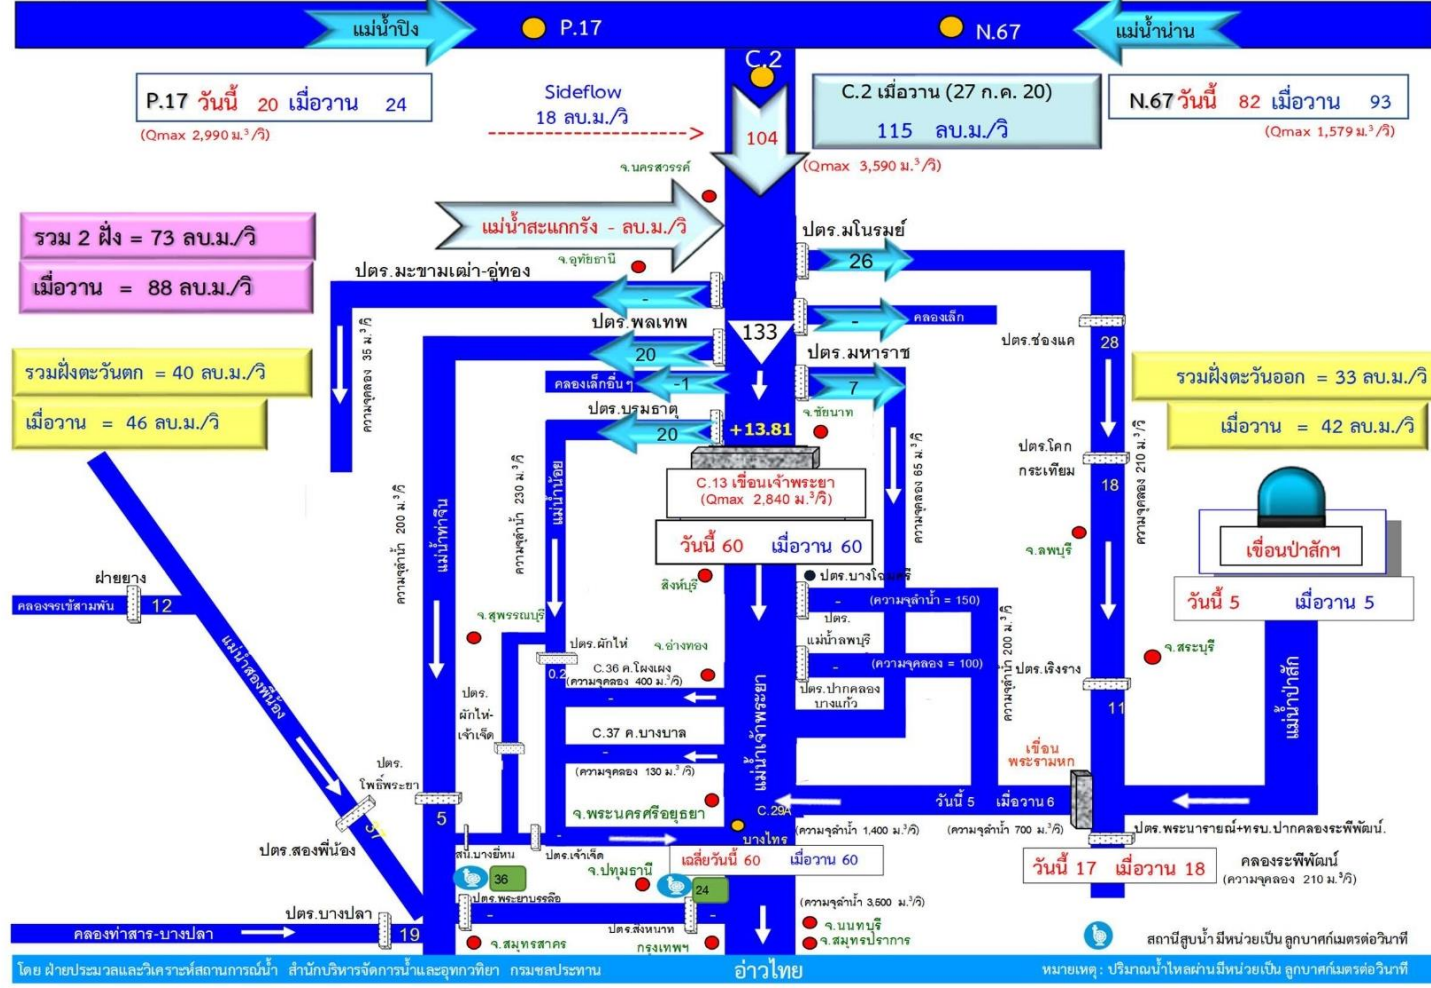 แม่น้ำปิง
P.17
N.67
แม่น้ำน่าน
C.2
P.17 วันนี้ 20 เมื่อวาน 24
(Qmax 2,990 ม.³/วิ)
Sideflow
18 ลบ.ม./วิ
104
C.2 เมื่อวาน (27 ก.ค. 20)
115 ลบ.ม./วิ
(Qmax 3,590 ม.³/วิ)
N.67 วันนี้ 82 เมื่อวาน 93
(Qmax 1,579 ม.³/วิ)
จ.นครสวรรค์
แม่น้ำสะแกกรัง - ลบ.ม./วิ
รวม 2 ฝั่ง = 73 ลบ.ม./วิ
เมื่อวาน = 88 ลบ.ม./วิ
จ.อุทัยธานี
ปตร.มโนรมย์
26
ปตร.มะขามเฒ่า-อู่ทอง
-
ความจุคลอง 35 ม.³/วิ
-
คลองเล็ก
ปตร.พลเทพ
20
133
ปตร.ช่องแค
28
ปตร.มหาราช
7
คลองเล็กอื่นๆ
-1
รวมฝั่งตะวันตก = 40 ลบ.ม./วิ
เมื่อวาน = 46 ลบ.ม./วิ
รวมฝั่งตะวันออก = 33 ลบ.ม./วิ
เมื่อวาน = 42 ลบ.ม./วิ
ปตร.บรมธาตุ
20
+13.81
จ.ชัยนาท
ปตร.โคก
กระเทียม
18
ความจุคลอง 210 ม.³/วิ
ความจุคลอง 65 ม.³/วิ
C.13 เขื่อนเจ้าพระยา
(Qmax 2,840 ม.³/วิ)
วันนี้ 60 เมื่อวาน 60
ความจุลำน้ำ 200 ม.³/วิ
แม่น้ำท่าจีน
ความจุลำน้ำ 230 ม.³/วิ
แม่น้ำน้อย
จ.ลพบุรี
เขื่อนป่าสักฯ
วันนี้ 5 เมื่อวาน 5
ฝายยาง
คลองจรเข้สามพัน
12
แม่น้ำสองพี่น้อง
จ.สุพรรณบุรี
สิงห์บุรี
ปตร.บางโฉมศรี
-
(ความจุลำน้ำ = 150)
ปตร.
แม่น้ำลพบุรี
-
(ความจุคลอง = 100)
ปตร.ปากคลอง
บางแก้ว
ความจุลำน้ำ 200 ม.³/วิ
ปตร.ผักไห่
0.2
จ.อ่างทอง
C.36 ค.โผงเผง
(ความจุคลอง 400 ม.³/วิ)
-
ปตร.เริงราง
11
จ.สระบุรี
แม่น้ำป่าสัก
ปตร.
ผักไห่-
เจ้าเจ็ด
C.37 ค.บางบาล
-
(ความจุคลอง 130 ม.³/วิ)
แม่น้ำเจ้าพระยา
เขื่อน
พระรามหก
ปตร.
โพธิ์พระยา
5
37
จ.พระนครศรีอยุธยา
C.29A
บางไทร
วันนี้ 5 เมื่อวาน 6
(ความจุลำน้ำ 1,400 ม.³/วิ)
(ความจุลำน้ำ 700 ม.³/วิ)
ปตร.พระนารายณ์+ทรบ.ปากคลองระพีพัฒน์.
ปตร.สองพี่น้อง
สน.บางยี่หน
ปตร.เจ้าเจ็ด
-
เฉลี่ยวันนี้ 60 เมื่อวาน 60
วันนี้ 17 เมื่อวาน 18
คลองระพีพัฒน์
(ความจุคลอง 210 ม.³/วิ)
36
จ.ปทุมธานี
24
ปตร.พระยาบรรลือ
-
-
ปตร.สิงหนาท
(ความจุลำน้ำ 3,500 ม.³/วิ)
ปตร.บางปลา
คลองท่าสาร-บางปลา
19
จ.สมุทรสาคร
กรุงเทพฯ
จ.นนทบุรี
จ.สมุทรปราการ
สถานีสูบน้ำ มีหน่วยเป็น ลูกบาศก์เมตรต่อวินาที
โดย ฝ่ายประมวลและวิเคราะห์สถานการณ์น้ำ สำนักบริหารจัดการน้ำและอุทกวิทยา กรมชลประทาน
อ่าวไทย
หมายเหตุ : ปริมาณน้ำไหลผ่านมีหน่วยเป็น ลูกบาศก์เมตรต่อวินาที